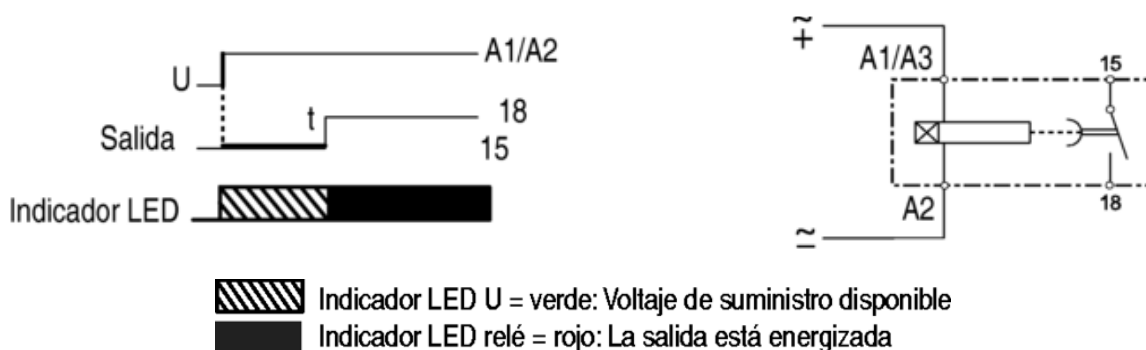 U
A1/A2
Salida
t
18
15
Indicador LED
~
+
A1/A3
15
A2
18
~
–
Indicador LED U = verde: Voltaje de suministro disponible
Indicador LED relé = rojo: La salida está energizada